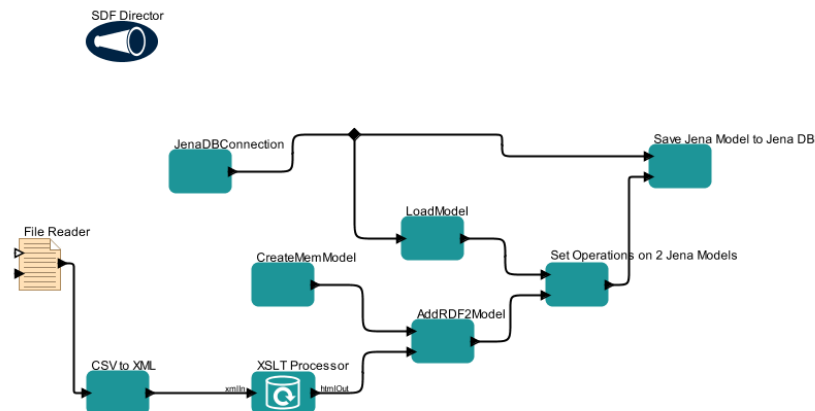 SDF Director
JenaDBConnection
Save Jena Model to Jena DB
LoadModel
File Reader
CreateMemModel
Set Operations on 2 Jena Models
AddRDF2Model
CSV to XML
XSLT Processor
xmlIn
htmlOut